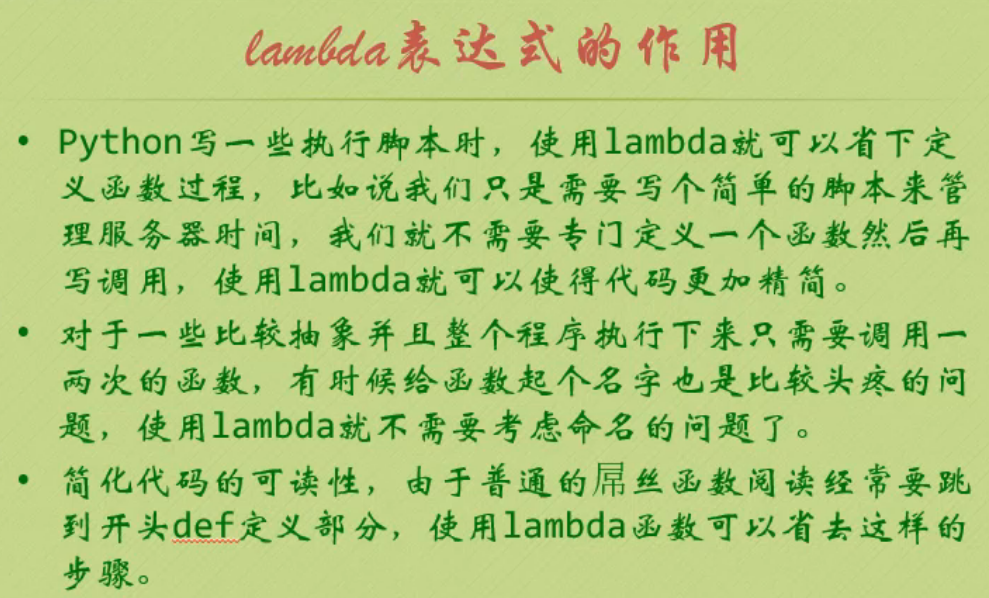 lambda表达式的作用
• Python写一些执行脚本时，使用lambda就可以省下定
义函数过程，比如说我们只是需要写个简单的脚本来管
理服务器时间，我们就不需要专门定义一个函数然后再
写调用，使用lambda就可以使得代码更加精简。
• 对于一些比较抽象并且整个程序执行下来只需要调用一
两次的函数，有时候给函数起个名字也是比较头疼的问
题，使用lambda就不需要考虑命名的问题了。
• 简化代码的可读性，由于普通的屌丝函数阅读经常要跳
到开头def定义部分，使用lambda函数可以省去这样的
步骤。